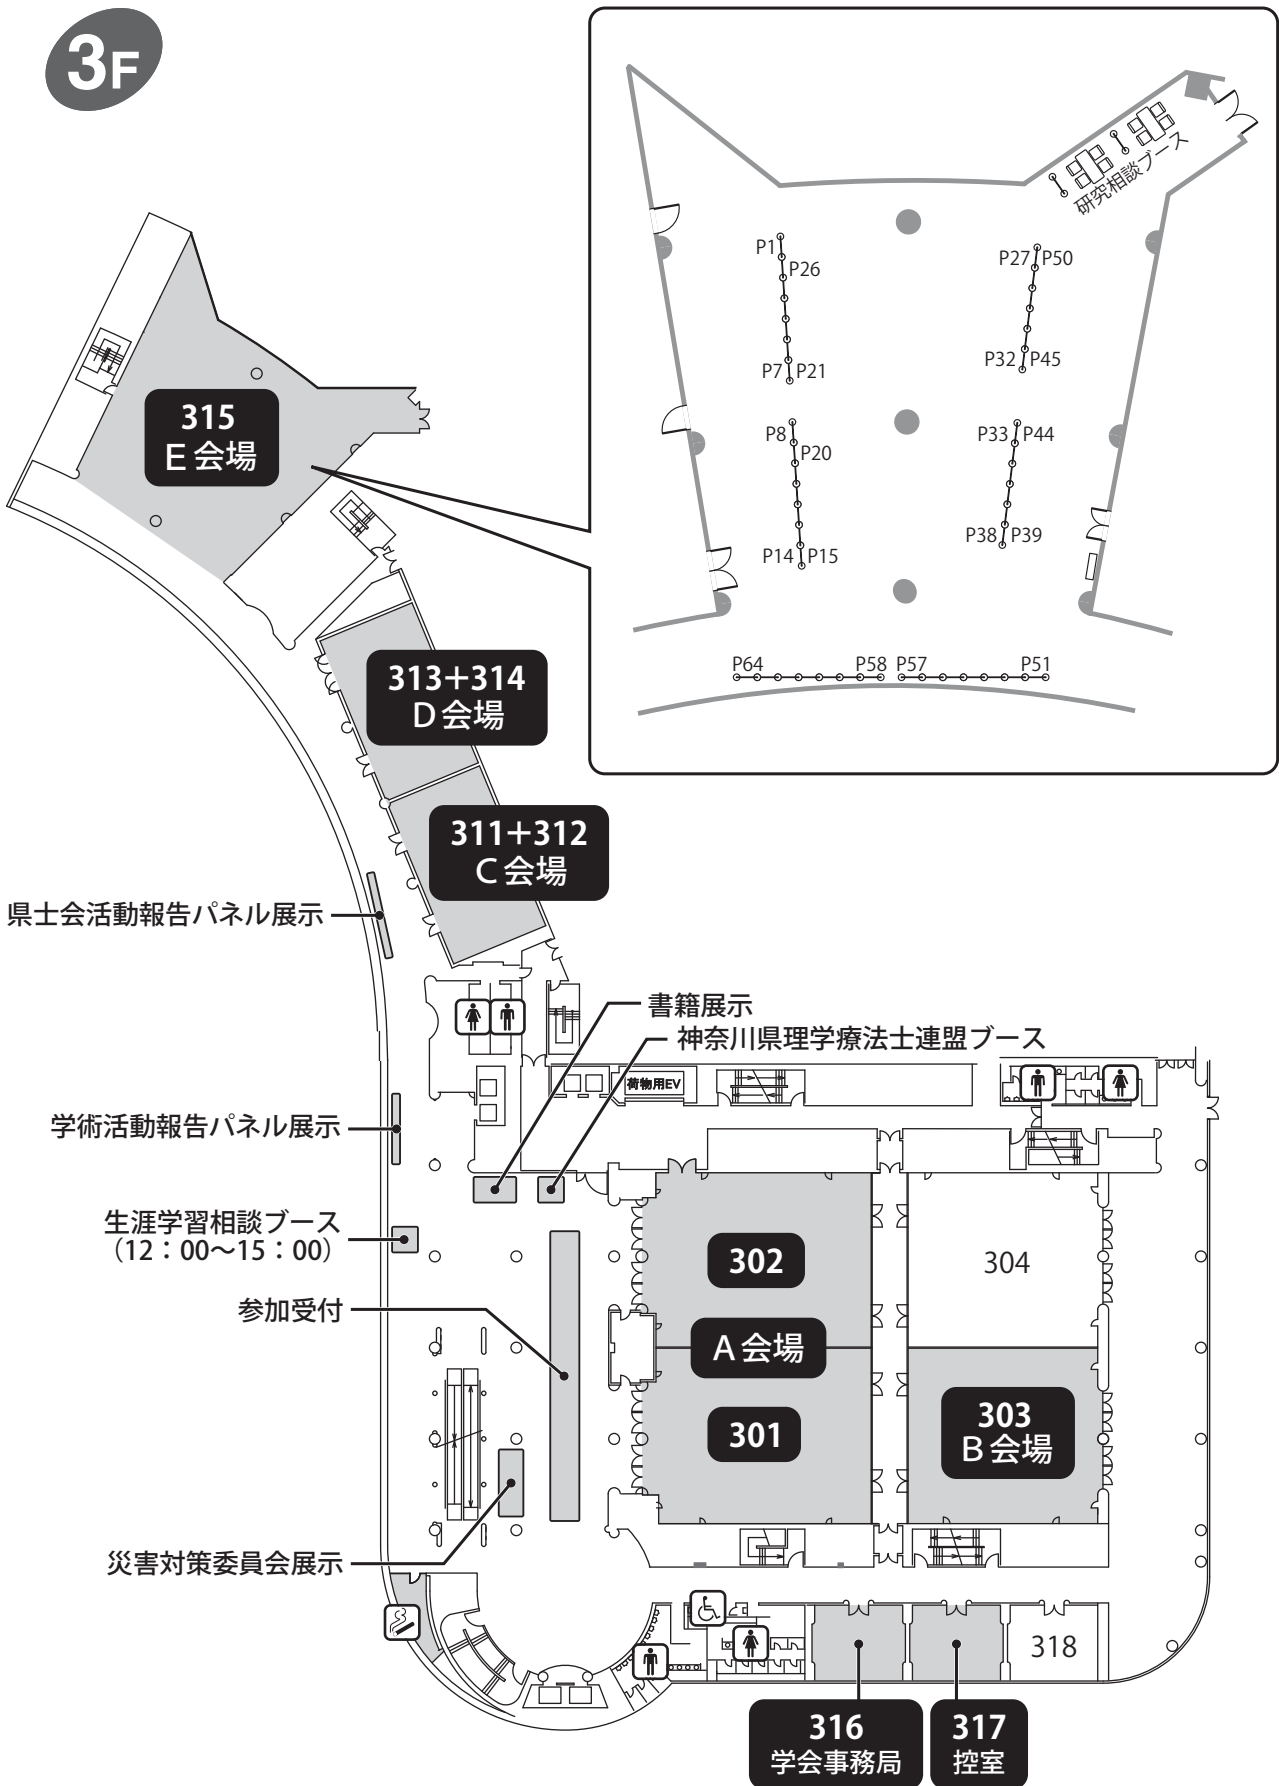 3F
研究相談ブース
P1
P26
P27 P50
P7 P21
P32 P45
P8
P20
P33 P44
P14 P15
P38 P39
P64 P58 P57 P51
315
E 会場
313+314
D 会場
311+312
C 会場
県士会活動報告パネル展示
書籍展示
神奈川県理学療法士連盟ブース
荷物用EV
学術活動報告パネル展示
生涯学習相談ブース
（12：00～15：00）
参加受付
302
304
A 会場
301
303
B 会場
災害対策委員会展示
318
316
学会事務局
317
控室